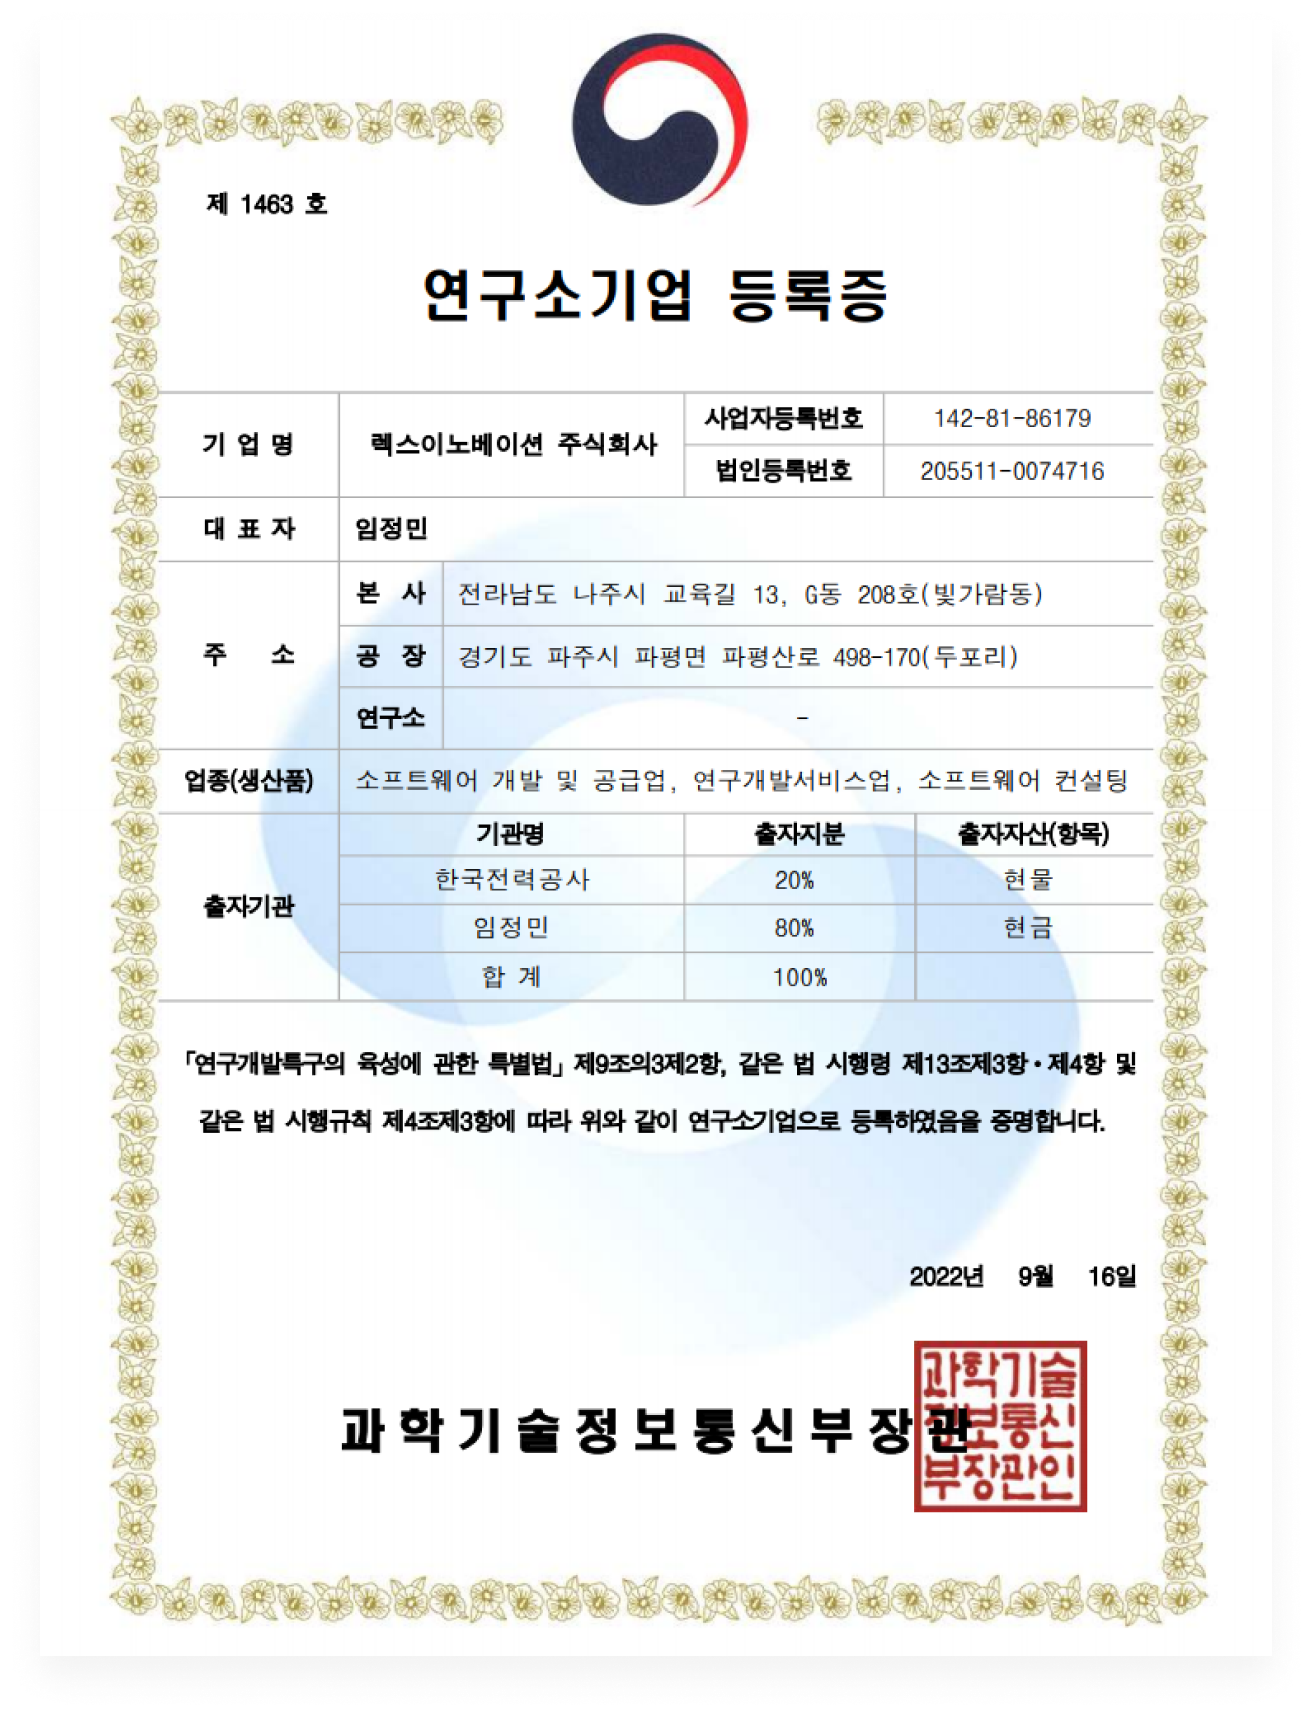 제 1463 호
연구소기업 등록증
기 업 명 렉스이노베이션 주식회사 사업자등록번호 142-81-86179
법인등록번호 205511-0074716
대 표 자 임정민
주 소 본 사 전라남도 나주시 교육길 13, G동 208호(빛가람동)
공 장 경기도 파주시 파평면 파평산로 498-170(두포리)
연구소 -
업종(생산품) 소프트웨어 개발 및 공급업, 연구개발서비스업, 소프트웨어 컨설팅
출자기관 기관명 출자지분 출자자산(항목)
한국전력공사 20% 현물
임정민 80% 현금
합 계 100%
「연구개발특구의 육성에 관한 특별법」 제9조의3제2항, 같은 법 시행령 제13조제3항·제4항 및
같은 법 시행규칙 제4조제3항에 따라 위와 같이 연구소기업으로 등록하였음을 증명합니다.
2022년 9월 16일
과학기술정보통신부장관
과학기술
정보통신
부장관인